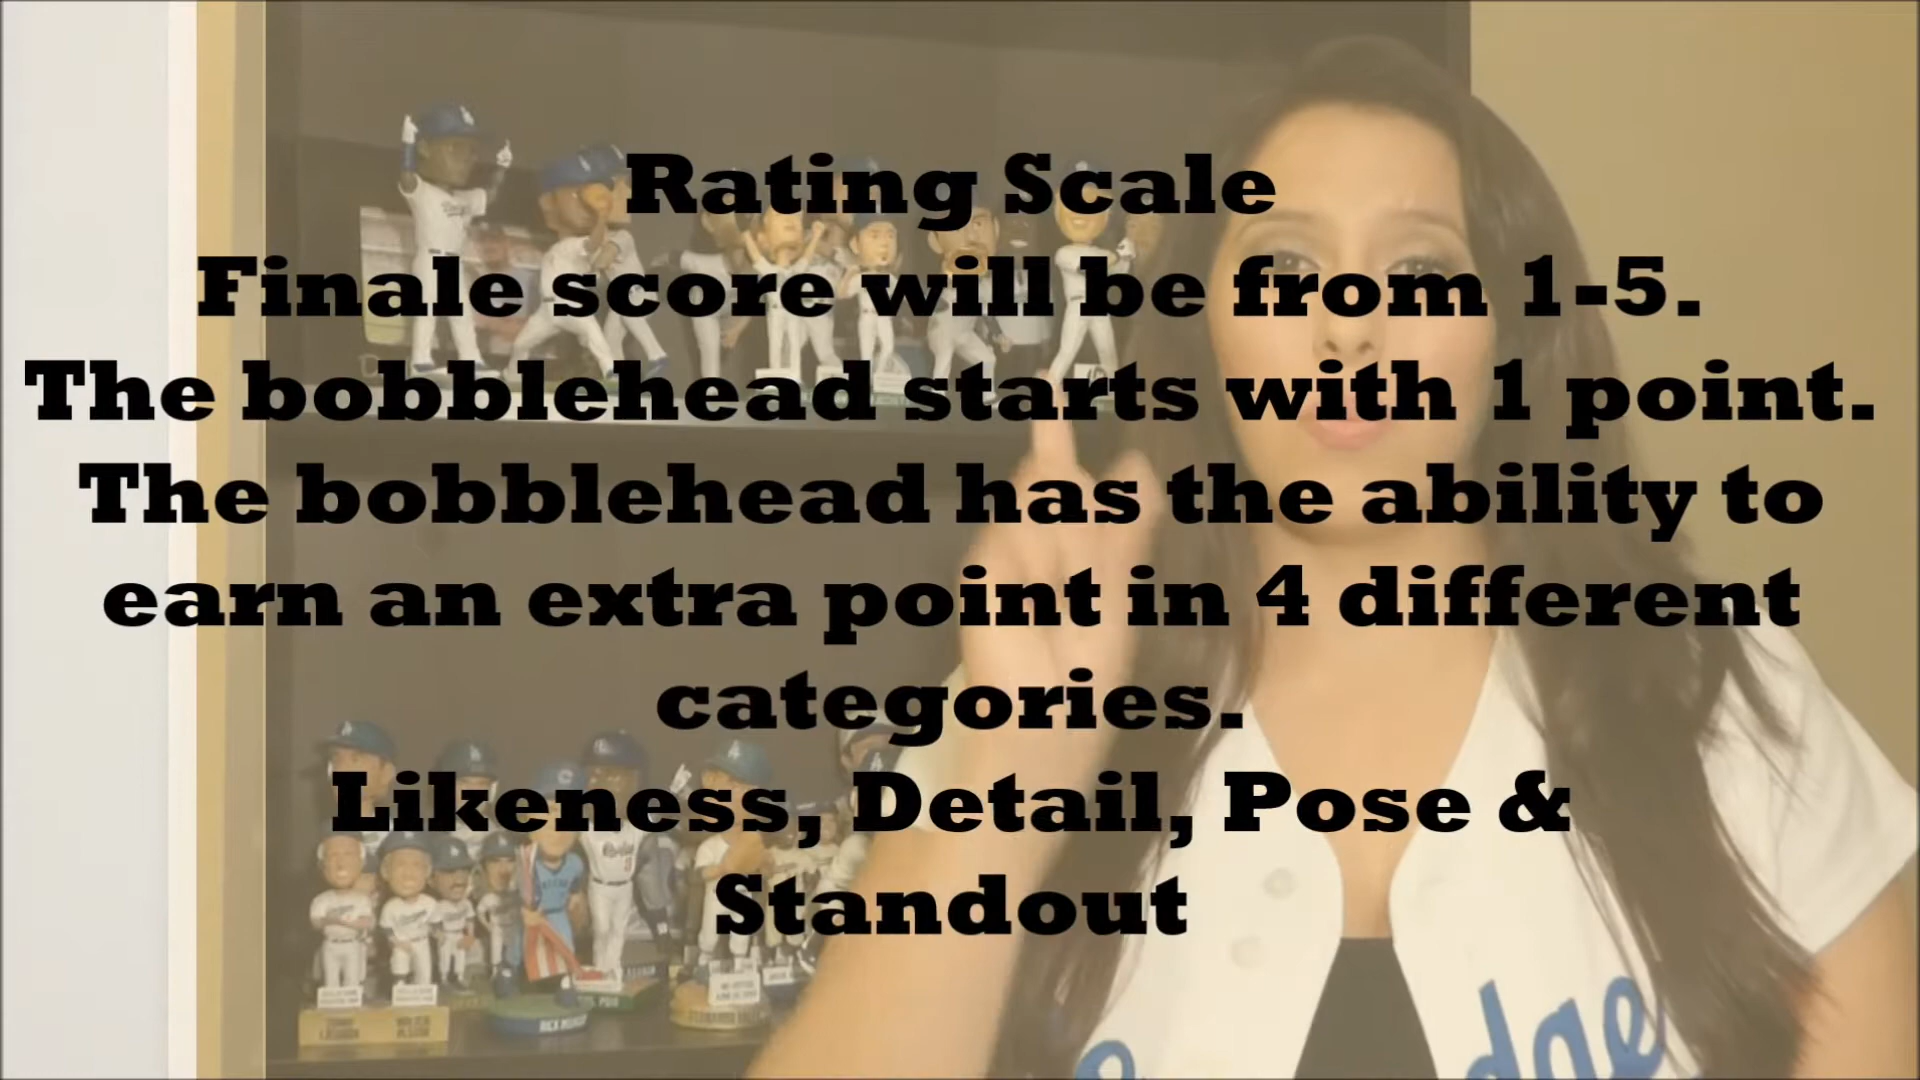 Rating Scale
Finale score will be from 1-5.
The bobblehead starts with 1 point.
The bobblehead has the ability to
earn an extra point in 4 different
categories.
Likeness, Detail, Pose &
Standout